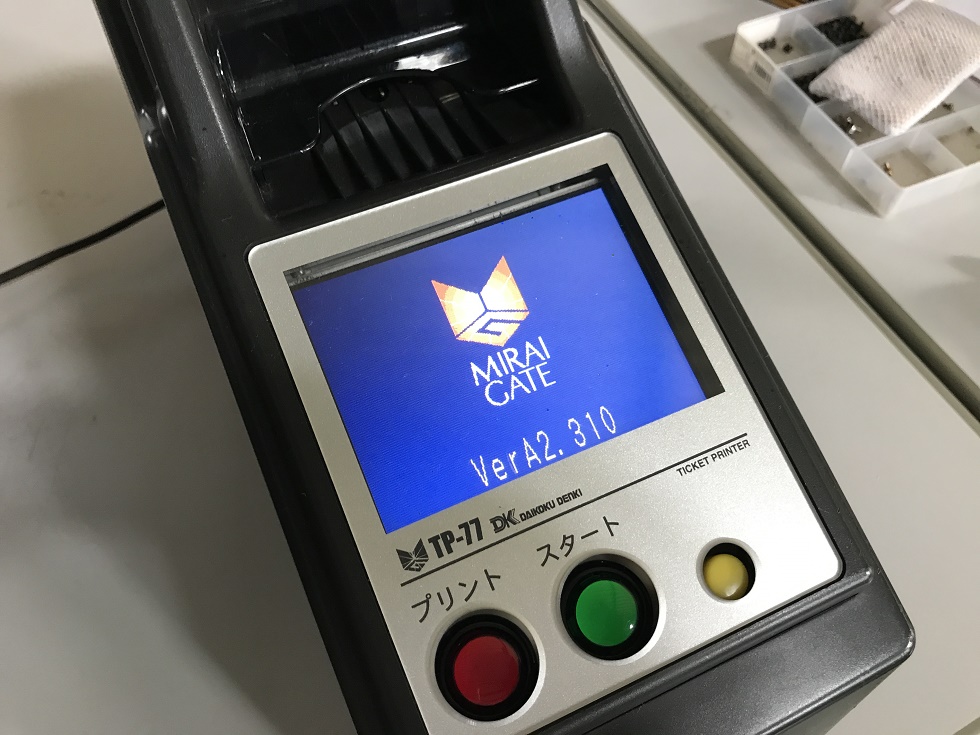 MIRAI
GATE
VerA2.310
TICKET PRINTER
TP-77 DK DAIKOKU DENKI
プリント スタート